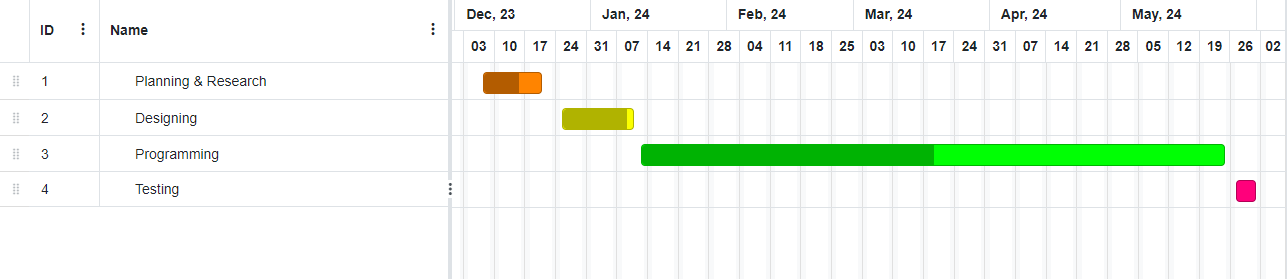 Dec, 23 Jan, 24 Feb, 24 Mar, 24 Apr, 24 May, 24
ID Name
03 10 17 24 31 07 14 21 28 04 11 18 25 03 10 17 24 31 07 14 21 28 05 12 19 26 02
1 Planning & Research
2 Designing
3 Programming
4 Testing